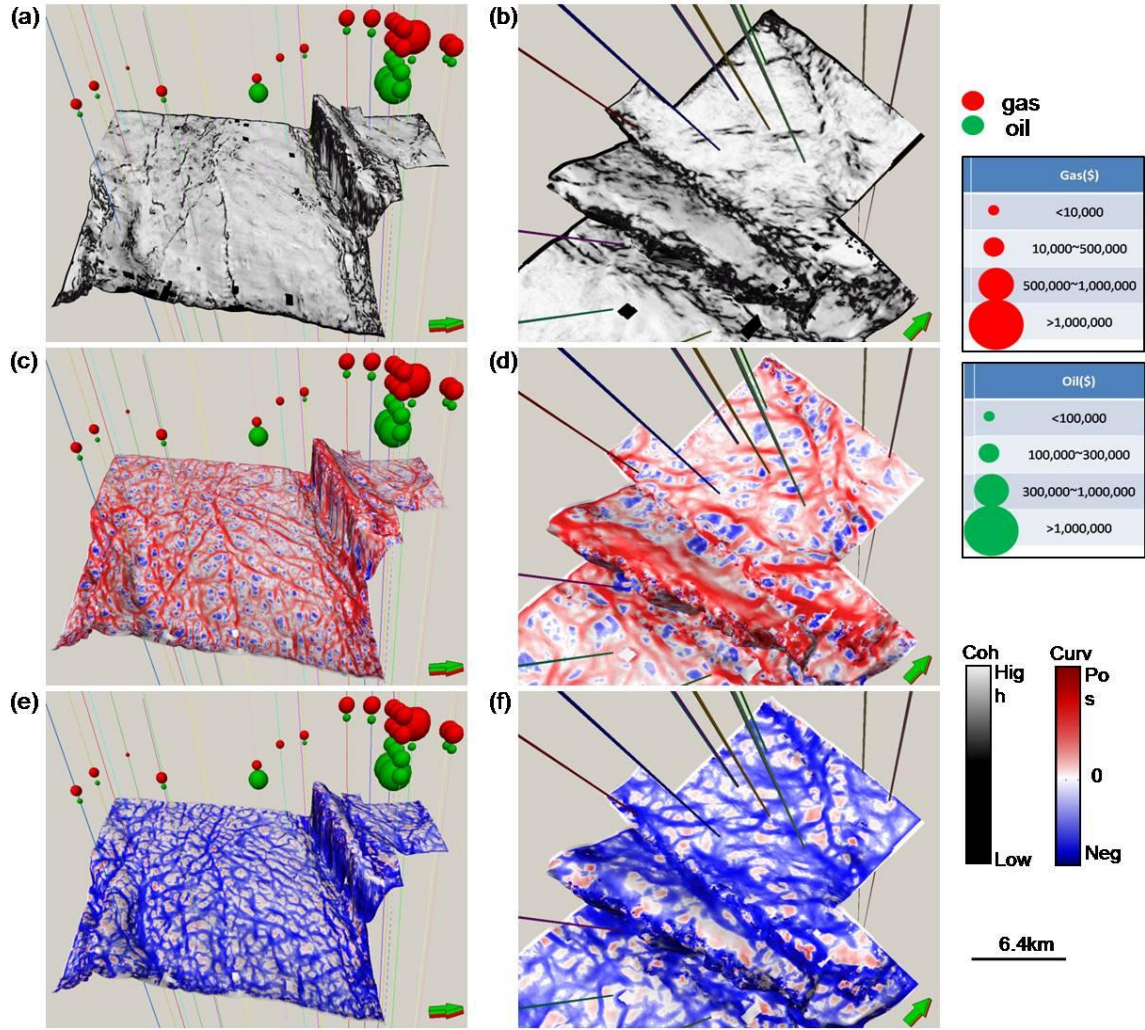 (a)
(b)
gas
oil
Gas($)
<10,000
10,000~500,000
500,000~1,000,000
>1,000,000
(c)
(d)
Oil($)
<100,000
100,000~300,000
300,000~1,000,000
>1,000,000
(e)
(f)
Coh Curv
Hig
h
Po
s
0
Low Neg
6.4km